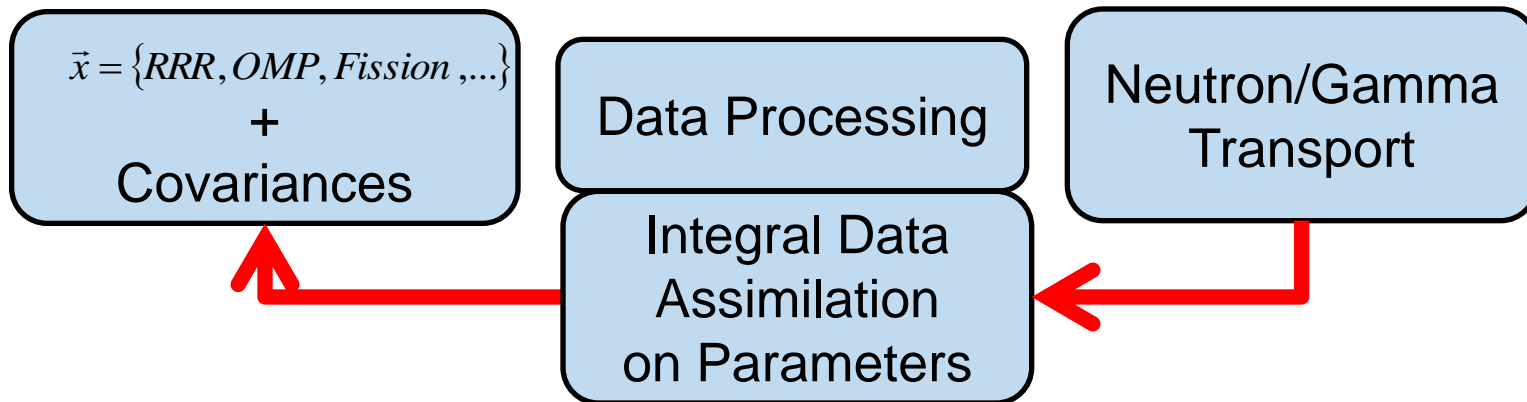 x⃗ = {RRR, OMP, Fission ,...}
+
Covariances
Data Processing
Integral Data
Assimilation
on Parameters
Neutron/Gamma
Transport